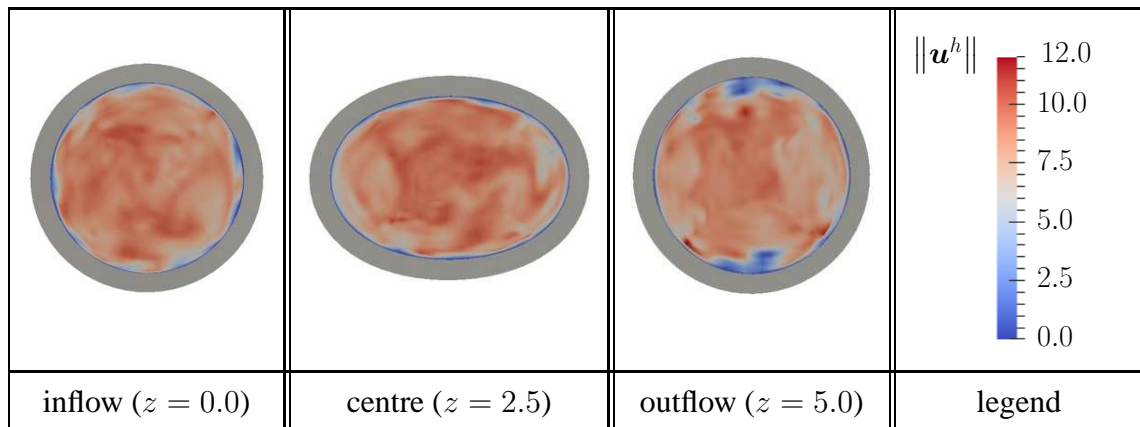 ‖𝒖ʰ‖
12.0
10.0
7.5
5.0
2.5
0.0
inflow (z = 0.0)
centre (z = 2.5)
outflow (z = 5.0)
legend